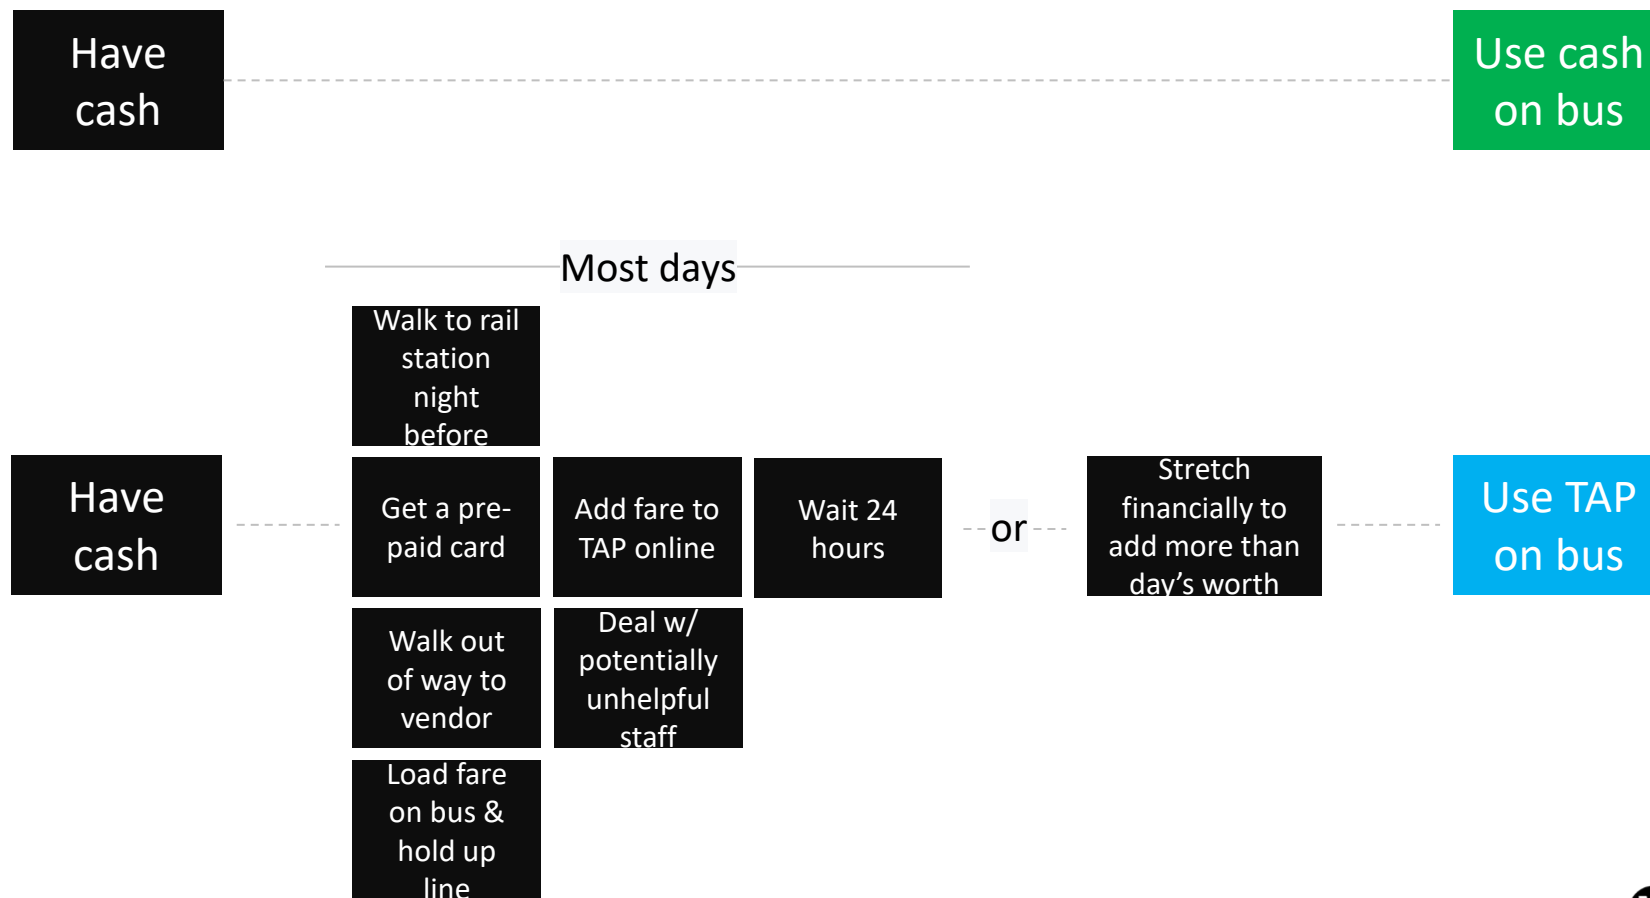 Have
cash
Use cash
on bus
Most days
Walk to rail
station
night
before
Have
cash
Get a pre-
paid card
Add fare to
TAP online
Wait 24
hours
or
Stretch
financially to
add more than
day’s worth
Use TAP
on bus
Walk out
of way to
vendor
Deal w/
potentially
unhelpful
staff
Load fare
on bus &
hold up
line